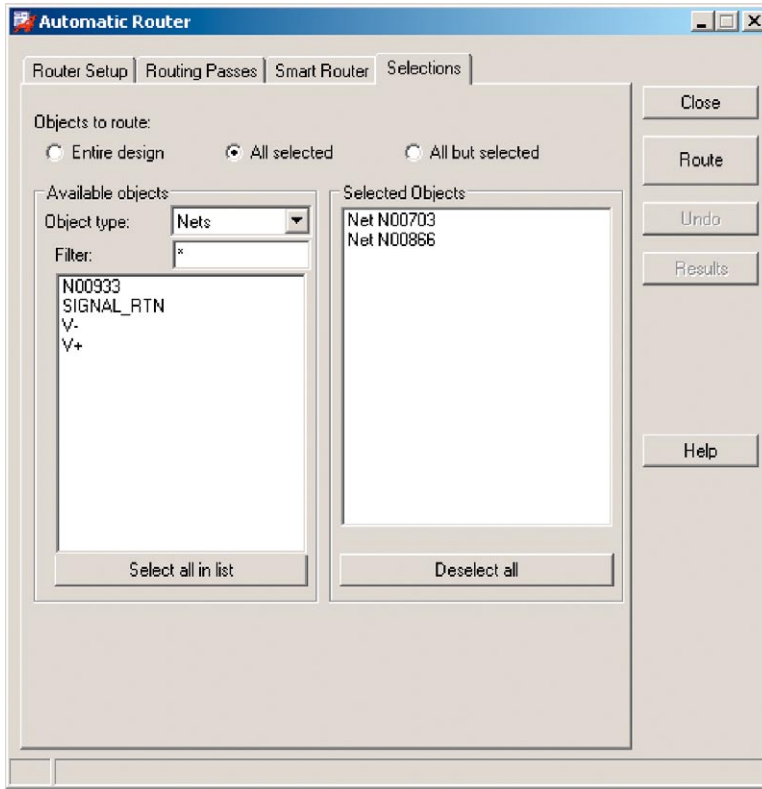 Automatic Router
Router Setup Routing Passes Smart Router Selections
Objects to route:
Entire design All selected All but selected
Available objects
Object type: Nets
Filter: *
N00933
SIGNAL_RTN
V-
V+
Select all in list
Selected Objects
Net N00703
Net N00866
Deselect all
Close
Route
Undo
Results
Help